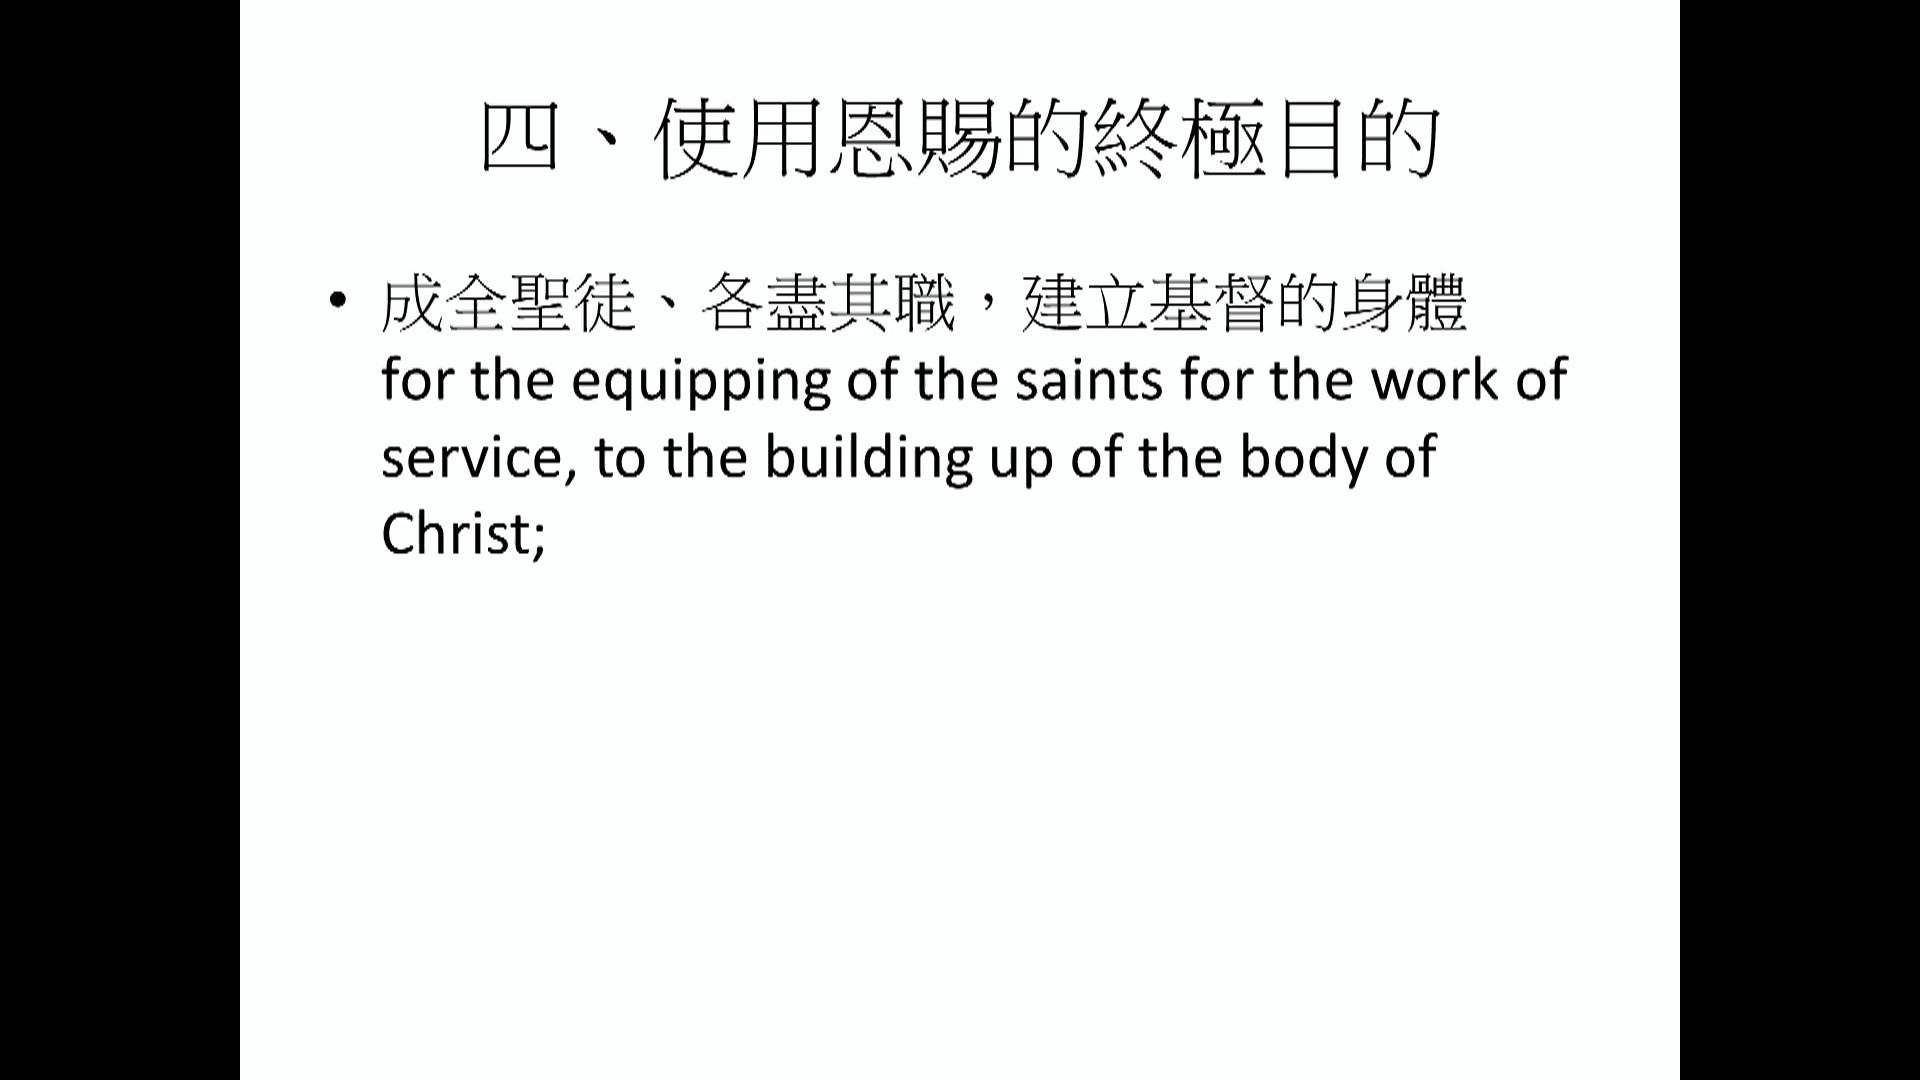 四、使用恩賜的終極目的
• 成全聖徒、各盡其職，建立基督的身體
for the equipping of the saints for the work of
service, to the building up of the body of
Christ;